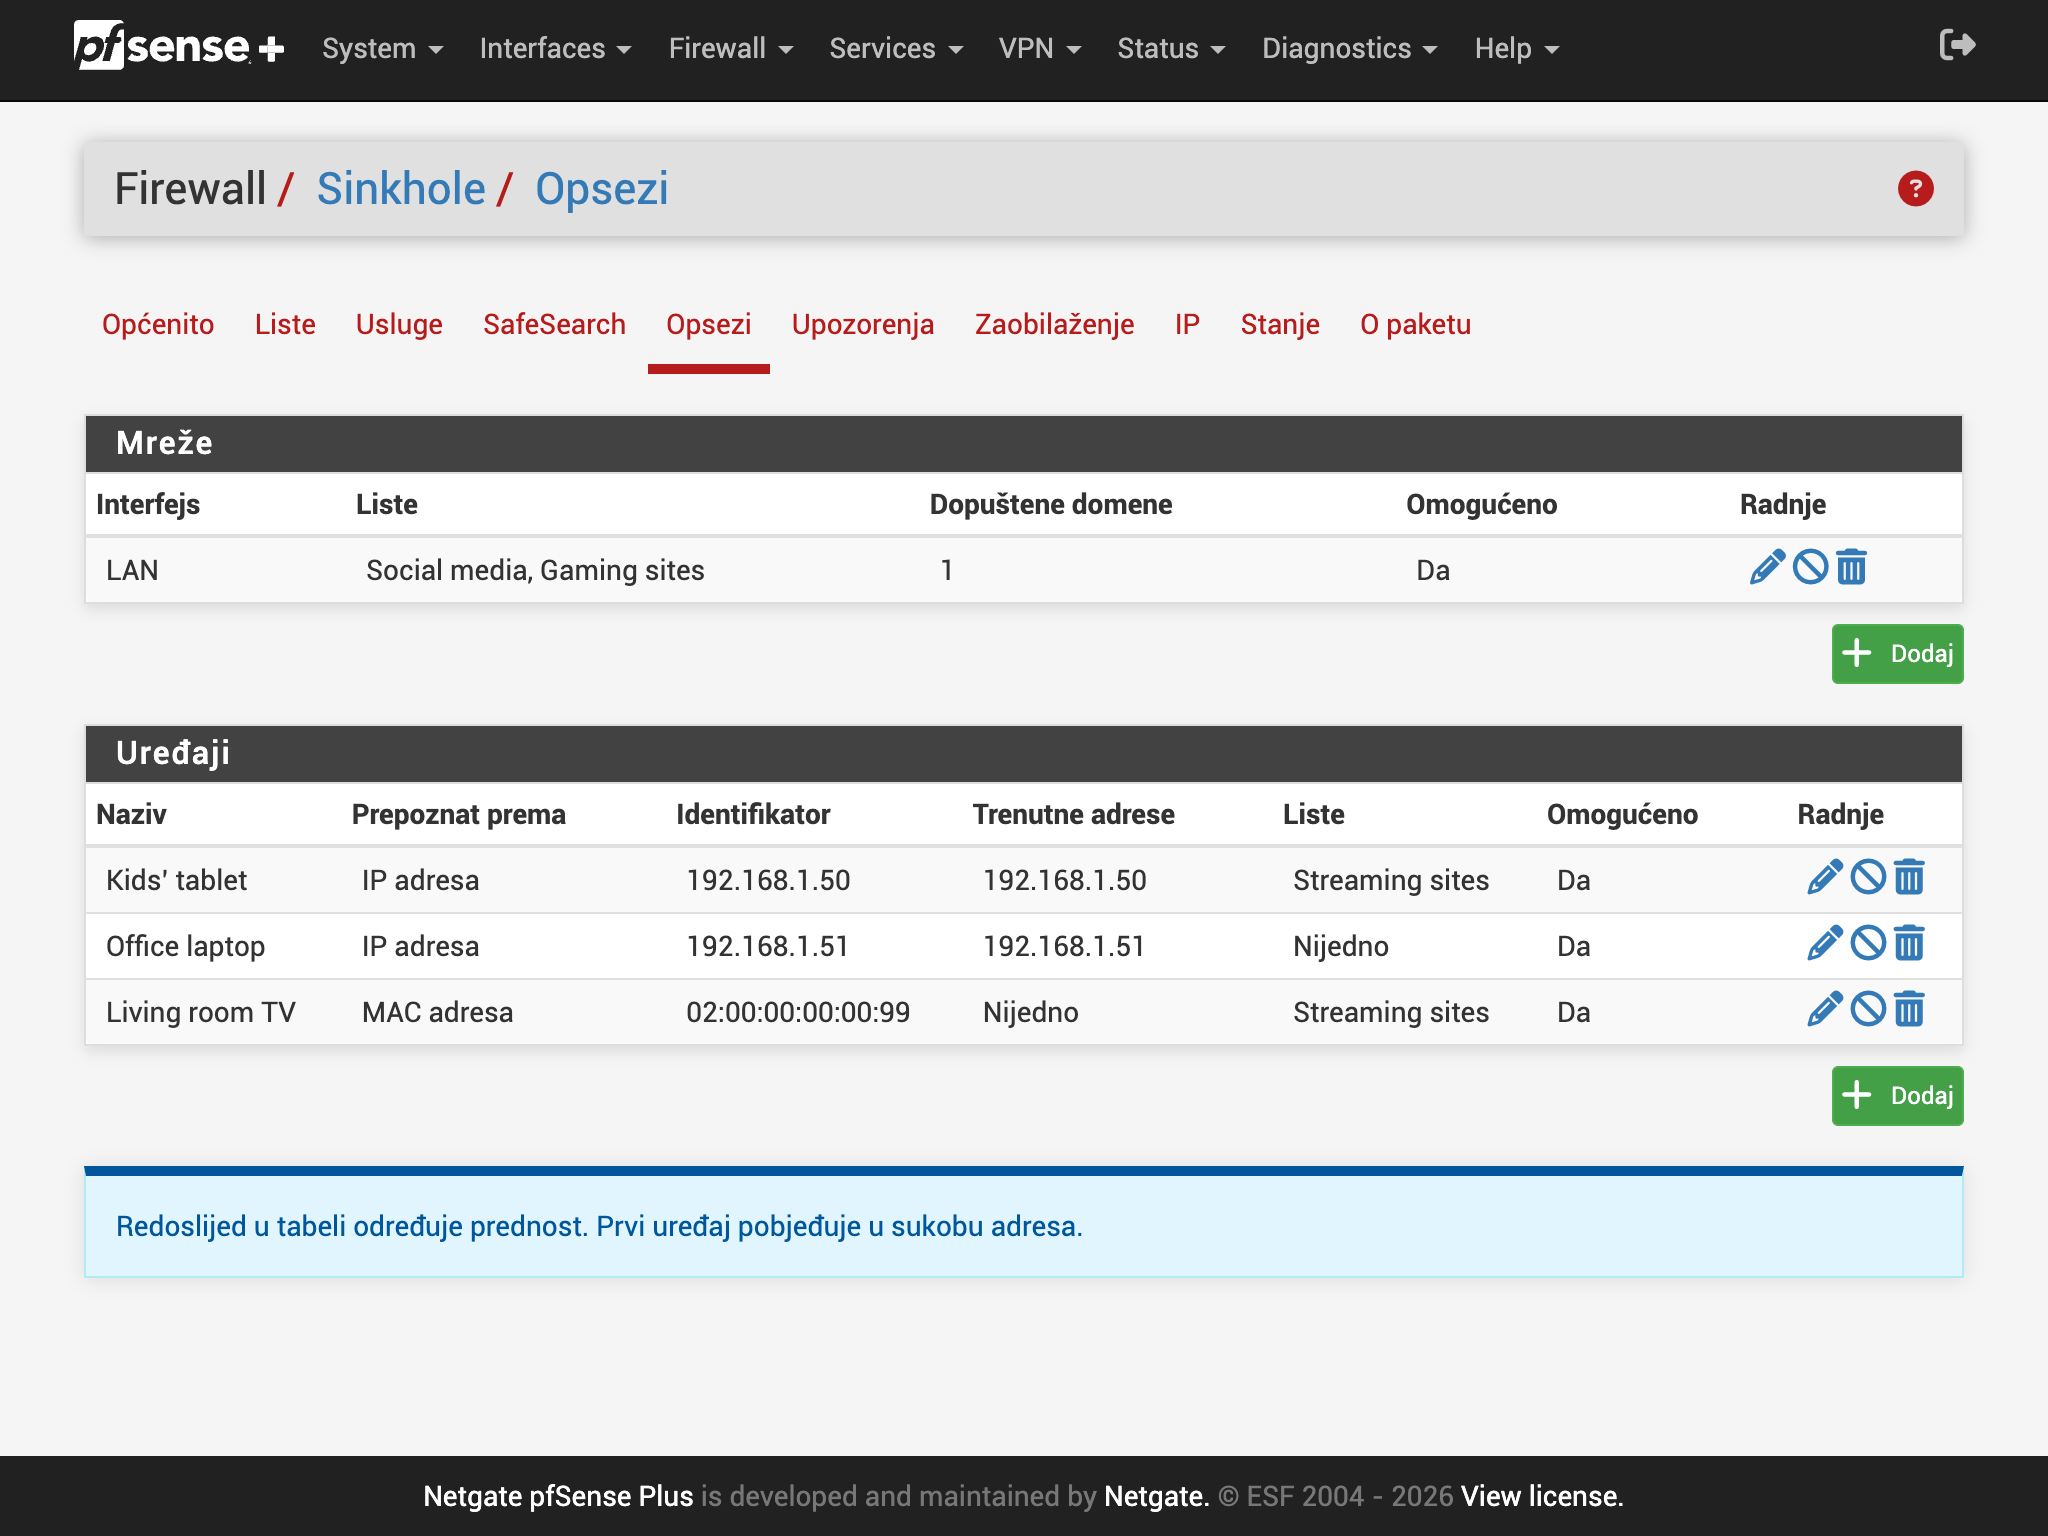 pfsense+ System Interfaces Firewall Services VPN Status Diagnostics Help
Firewall / Sinkhole / Opsezi
Općenito Liste Usluge SafeSearch Opsezi Upozorenja Zaobilaženje IP Stanje O paketu
Mreže
Interfejs Liste Dopuštene domene Omogućeno Radnje
LAN Social media, Gaming sites 1 Da
Dodaj
Uređaji
Naziv Prepoznat prema Identifikator Trenutne adrese Liste Omogućeno Radnje
Kids' tablet IP adresa 192.168.1.50 192.168.1.50 Streaming sites Da
Office laptop IP adresa 192.168.1.51 192.168.1.51 Nijedno Da
Living room TV MAC adresa 02:00:00:00:00:99 Nijedno Streaming sites Da
Dodaj
Redoslijed u tabeli određuje prednost. Prvi uređaj pobjeđuje u sukobu adresa.
Netgate pfSense Plus is developed and maintained by Netgate. © ESF 2004 - 2026 View license.